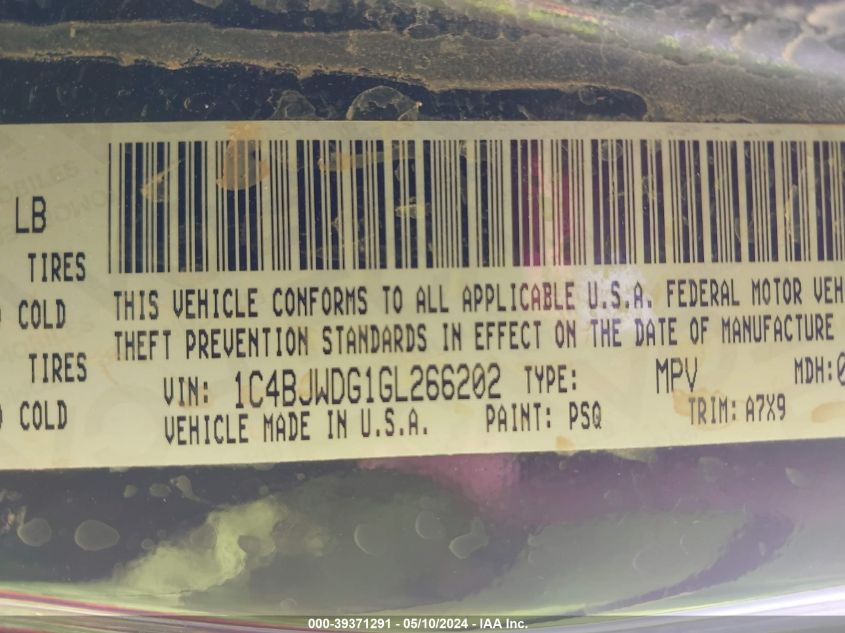 LB
TIRES
COLD
TIRES
COLD
THIS VEHICLE CONFORMS TO ALL APPLICABLE U.S.A. FEDERAL MOTOR VEH
THEFT PREVENTION STANDARDS IN EFFECT ON THE DATE OF MANUFACTURE
VIN: 1C4BJWDG1GL266202 TYPE: MPV MDH:0
VEHICLE MADE IN U.S.A. PAINT: PSQ TRIM: A7X9
000-39371291 - 05/10/2024 - IAA Inc.